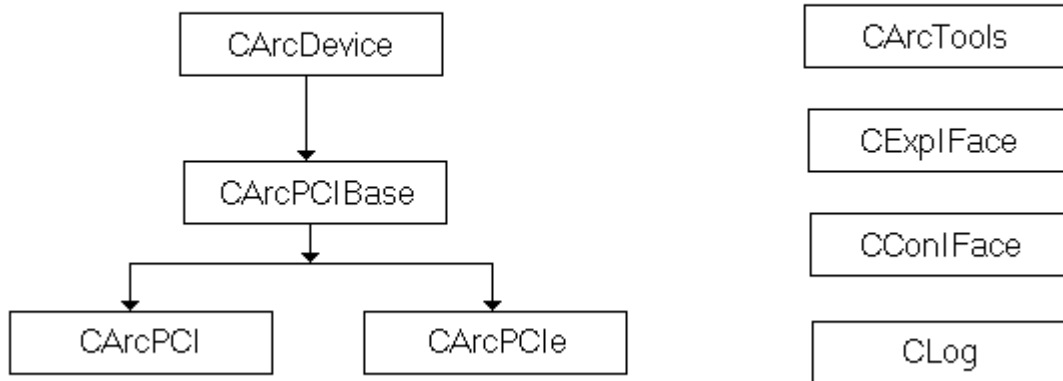 CArcDevice
CArcPCIBase
CArcPCI
CArcPCIe
CArcTools
CExpIFace
CConIFace
CLog